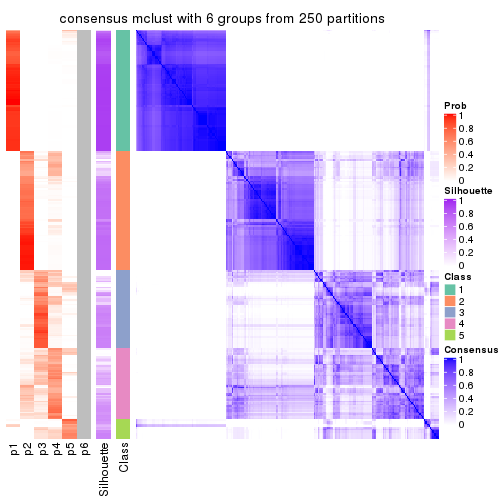 consensus mclust with 6 groups from 250 partitions
Prob
1
0.8
0.6
0.4
0.2
0
Silhouette
1
0.8
0.6
0.4
0.2
0
Class
1
2
3
4
5
Consensus
1
0.8
0.6
0.4
0.2
0
p1
p2
p3
p4
p5
p6
Silhouette
Class